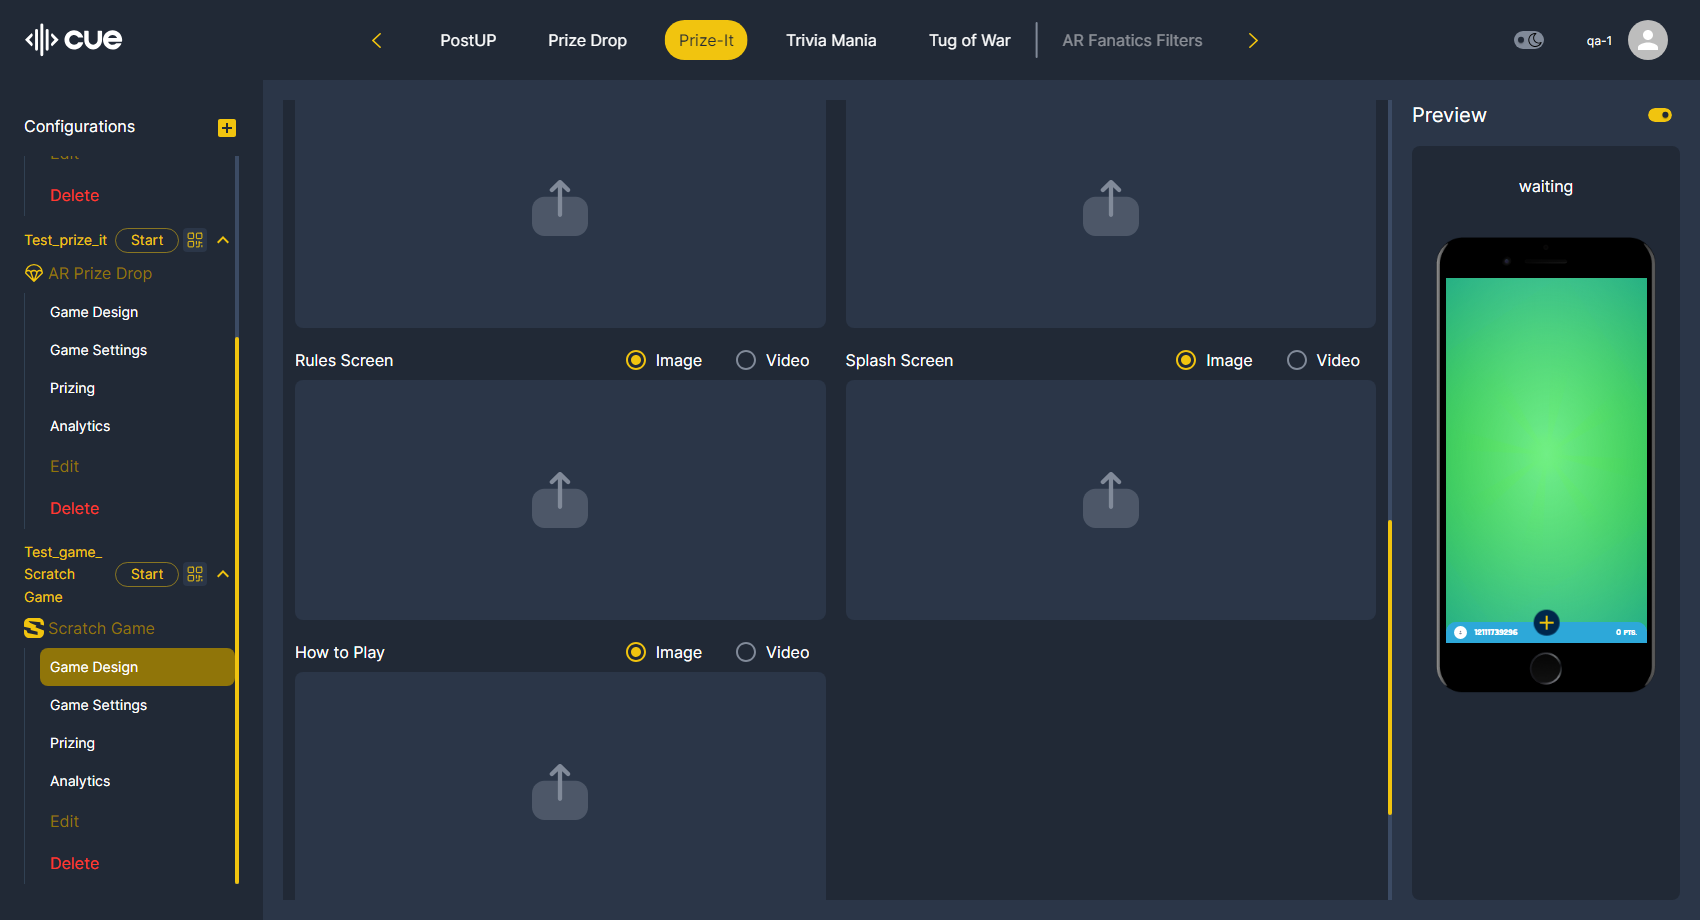 cue
PostUP
Prize Drop
Prize-It
Trivia Mania
Tug of War
AR Fanatics Filters
qa-1
Configurations
Delete
Test_prize_it
Start
AR Prize Drop
Game Design
Game Settings
Prizing
Analytics
Edit
Delete
Test_game_
Scratch
Game
Start
Scratch Game
Game Design
Game Settings
Prizing
Analytics
Edit
Delete
Rules Screen
Image
Video
Splash Screen
Image
Video
How to Play
Image
Video
Preview
waiting
12111739296
0 PTS.